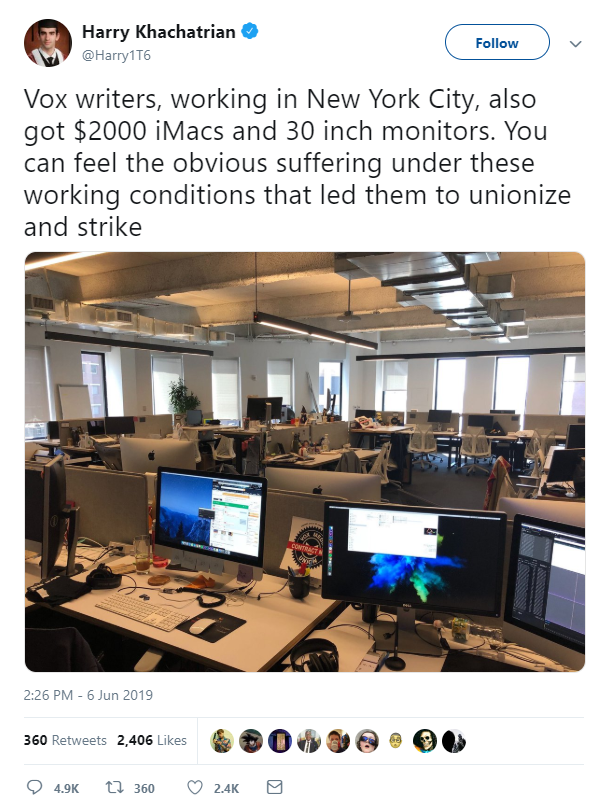 Harry Khachatrian
@Harry1T6
Follow
Vox writers, working in New York City, also
got $2000 iMacs and 30 inch monitors. You
can feel the obvious suffering under these
working conditions that led them to unionize
and strike
CONTRACT
UNION
2:26 PM - 6 Jun 2019
360 Retweets 2,406 Likes
4.9K 360 2.4K